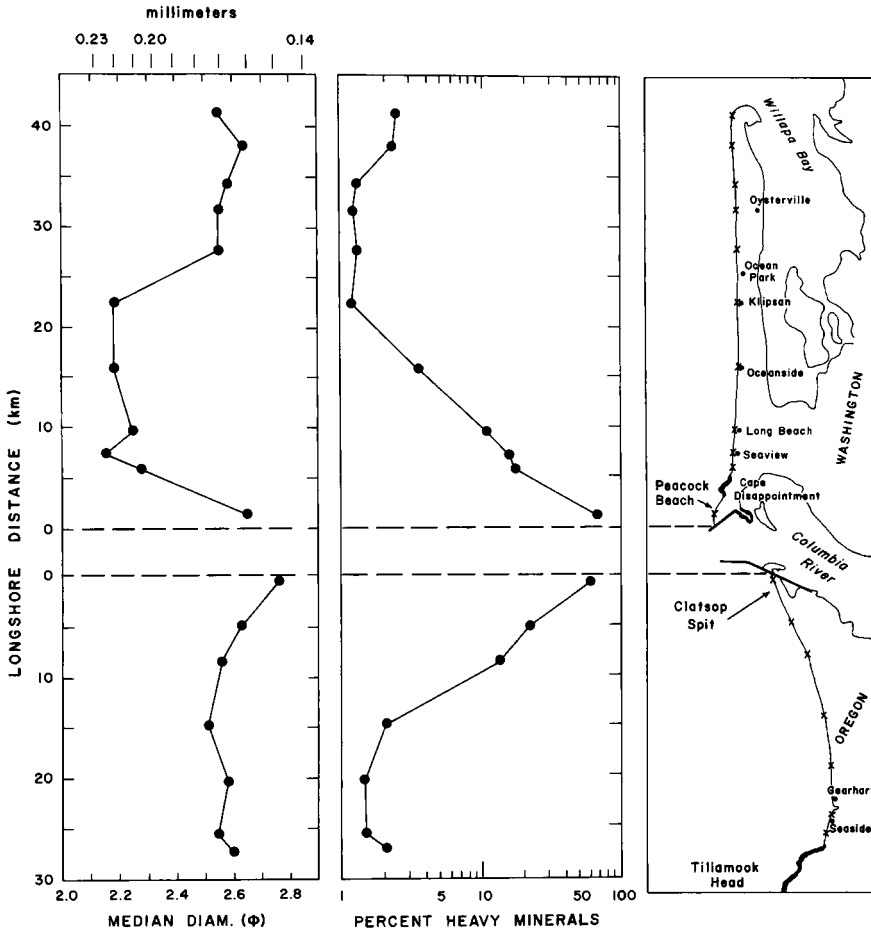 millimeters
0.23 0.20 0.14
LONGSHORE DISTANCE (km)
40
30
20
10
0
0
10
20
30
2.0 2.2 2.4 2.6 2.8
MEDIAN DIAM. (Φ)
1 10 50 100
PERCENT HEAVY MINERALS
Willapa Bay
Oysterville
Ocean
Park
Klipsan
Oceanside
WASHINGTON
Long Beach
Seaview
Peacock
Beach
Cape
Disappointment
Columbia
River
Clatsop
Spit
OREGON
Gearhar
Seaside
Tillamook
Head